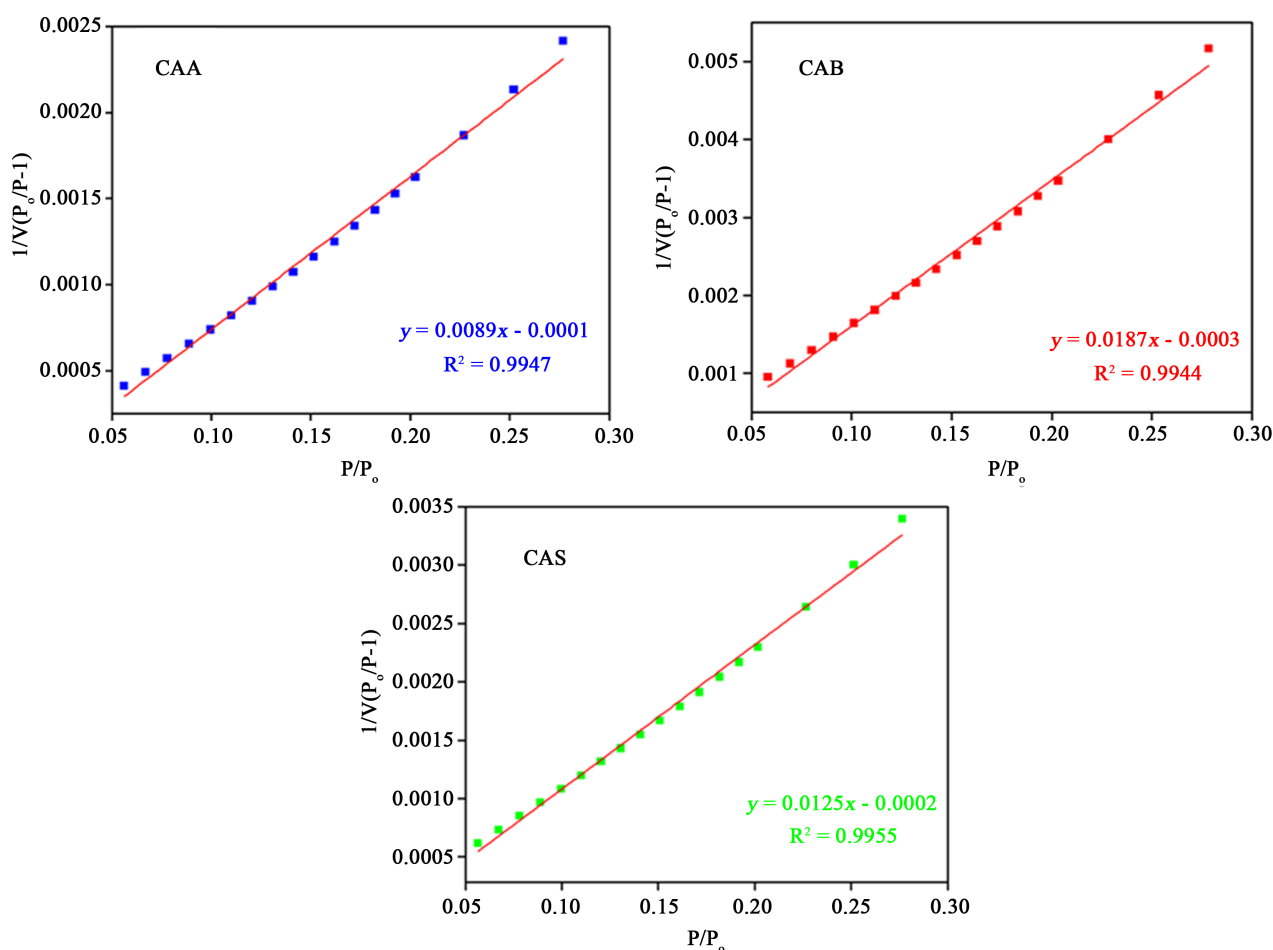 0.0025
0.0020
0.0015
0.0010
0.0005
1/V(Pₒ/P-1)
CAA
y = 0.0089x - 0.0001
R² = 0.9947
0.05 0.10 0.15 0.20 0.25 0.30
P/Pₒ
0.005
0.004
0.003
0.002
0.001
1/V(Pₒ/P-1)
CAB
y = 0.0187x - 0.0003
R² = 0.9944
0.05 0.10 0.15 0.20 0.25 0.30
P/Pₒ
0.0035
0.0030
0.0025
0.0020
0.0015
0.0010
0.0005
1/V(Pₒ/P-1)
CAS
y = 0.0125x - 0.0002
R² = 0.9955
0.05 0.10 0.15 0.20 0.25 0.30
P/Pₒ